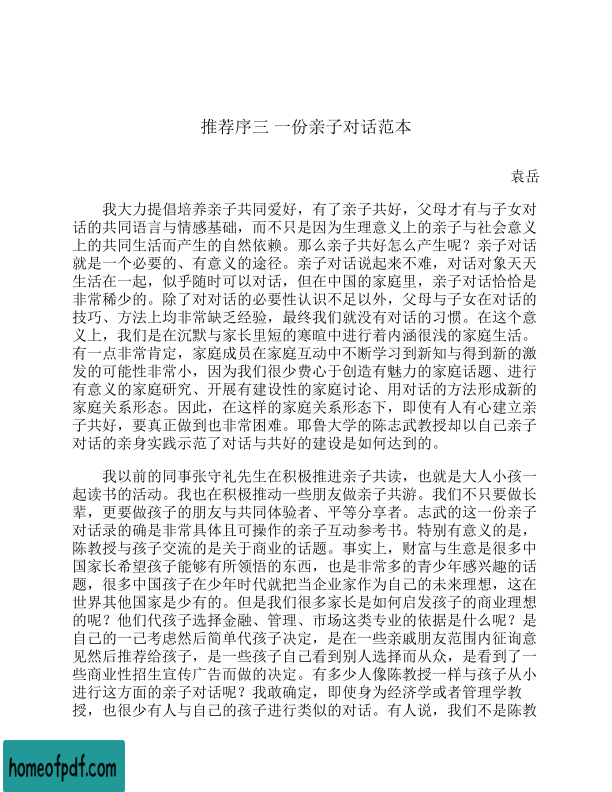 推荐序三 一份亲子对话范本
袁岳
我大力提倡培养亲子共同爱好，有了亲子共好，父母才有与子女对
话的共同语言与情感基础，而不只是因为生理意义上的亲子与社会意义
上的共同生活而产生的自然依赖。那么亲子共好怎么产生呢？亲子对话
就是一个必要的、有意义的途径。亲子对话说起来不难，对话对象天天
生活在一起，似乎随时可以对话，但在中国的家庭里，亲子对话恰恰是
非常稀少的。除了对对话的必要性认识不足以外，父母与子女在对话的
技巧、方法上均非常缺乏经验，最终我们就没有对话的习惯。在这个意
义上，我们是在沉默与家长里短的寒暄中进行着内涵很浅的家庭生活。
有一点非常肯定，家庭成员在家庭互动中不断学习到新知与得到新的激
发的可能性非常小，因为我们很少费心于创造有魅力的家庭话题、进行
有意义的家庭研究、开展有建设性的家庭讨论、用对话的方法形成新的
家庭关系形态。因此，在这样的家庭关系形态下，即使有人有心建立亲
子共好，要真正做到也非常困难。耶鲁大学的陈志武教授却以自己亲子
对话的亲身实践示范了对话与共好的建设是如何达到的。
我以前的同事张守礼先生在积极推进亲子共读，也就是大人小孩一
起读书的活动。我也在积极推动一些朋友做亲子共游。我们不只要做长
辈，更要做孩子的朋友与共同体验者、平等分享者。志武的这一份亲子
对话录的确是非常具体且可操作的亲子互动参考书。特别有意义的是，
陈教授与孩子交流的是关于商业的话题。事实上，财富与生意是很多中
国家长希望孩子能够有所领悟的东西，也是非常多的青少年感兴趣的话
题，很多中国孩子在少年时代就把当企业家作为自己的未来理想，这在
世界其他国家是少有的。但是我们很多家长是如何启发孩子的商业理想
的呢？他们代孩子选择金融、管理、市场这类专业的依据是什么呢？是
自己的一己考虑然后简单代孩子决定，是在一些亲戚朋友范围内征询意
见然后推荐给孩子，是一些孩子自己看到别人选择而从众，是看到了一
些商业性招生宣传广告而做的决定。有多少人像陈教授一样与孩子从小
进行这方面的亲子对话呢？我敢确定，即使身为经济学或者管理学教
授，也很少有人与自己的孩子进行类似的对话。有人说，我们不是陈教
homeofpdf.com